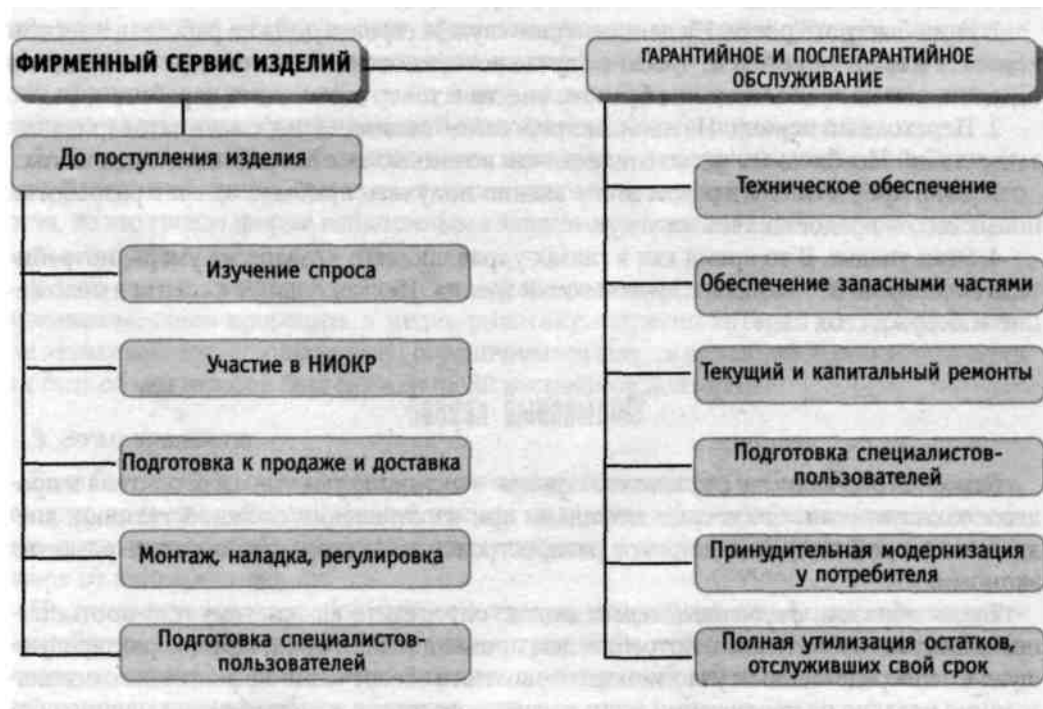 ФИРМЕННЫЙ СЕРВИС ИЗДЕЛИЙ
До поступления изделия
Изучение спроса
Участие в НИОКР
Подготовка к продаже и доставка
Монтаж, наладка, регулировка
Подготовка специалистов-
пользователей
ГАРАНТИЙНОЕ И ПОСЛЕГАРАНТИЙНОЕ
ОБСЛУЖИВАНИЕ
Техническое обеспечение
Обеспечение запасными частями
Текущий и капитальный ремонты
Подготовка специалистов-
пользователей
Принудительная модернизация
у потребителя
Полная утилизация остатков,
отслуживших свой срок